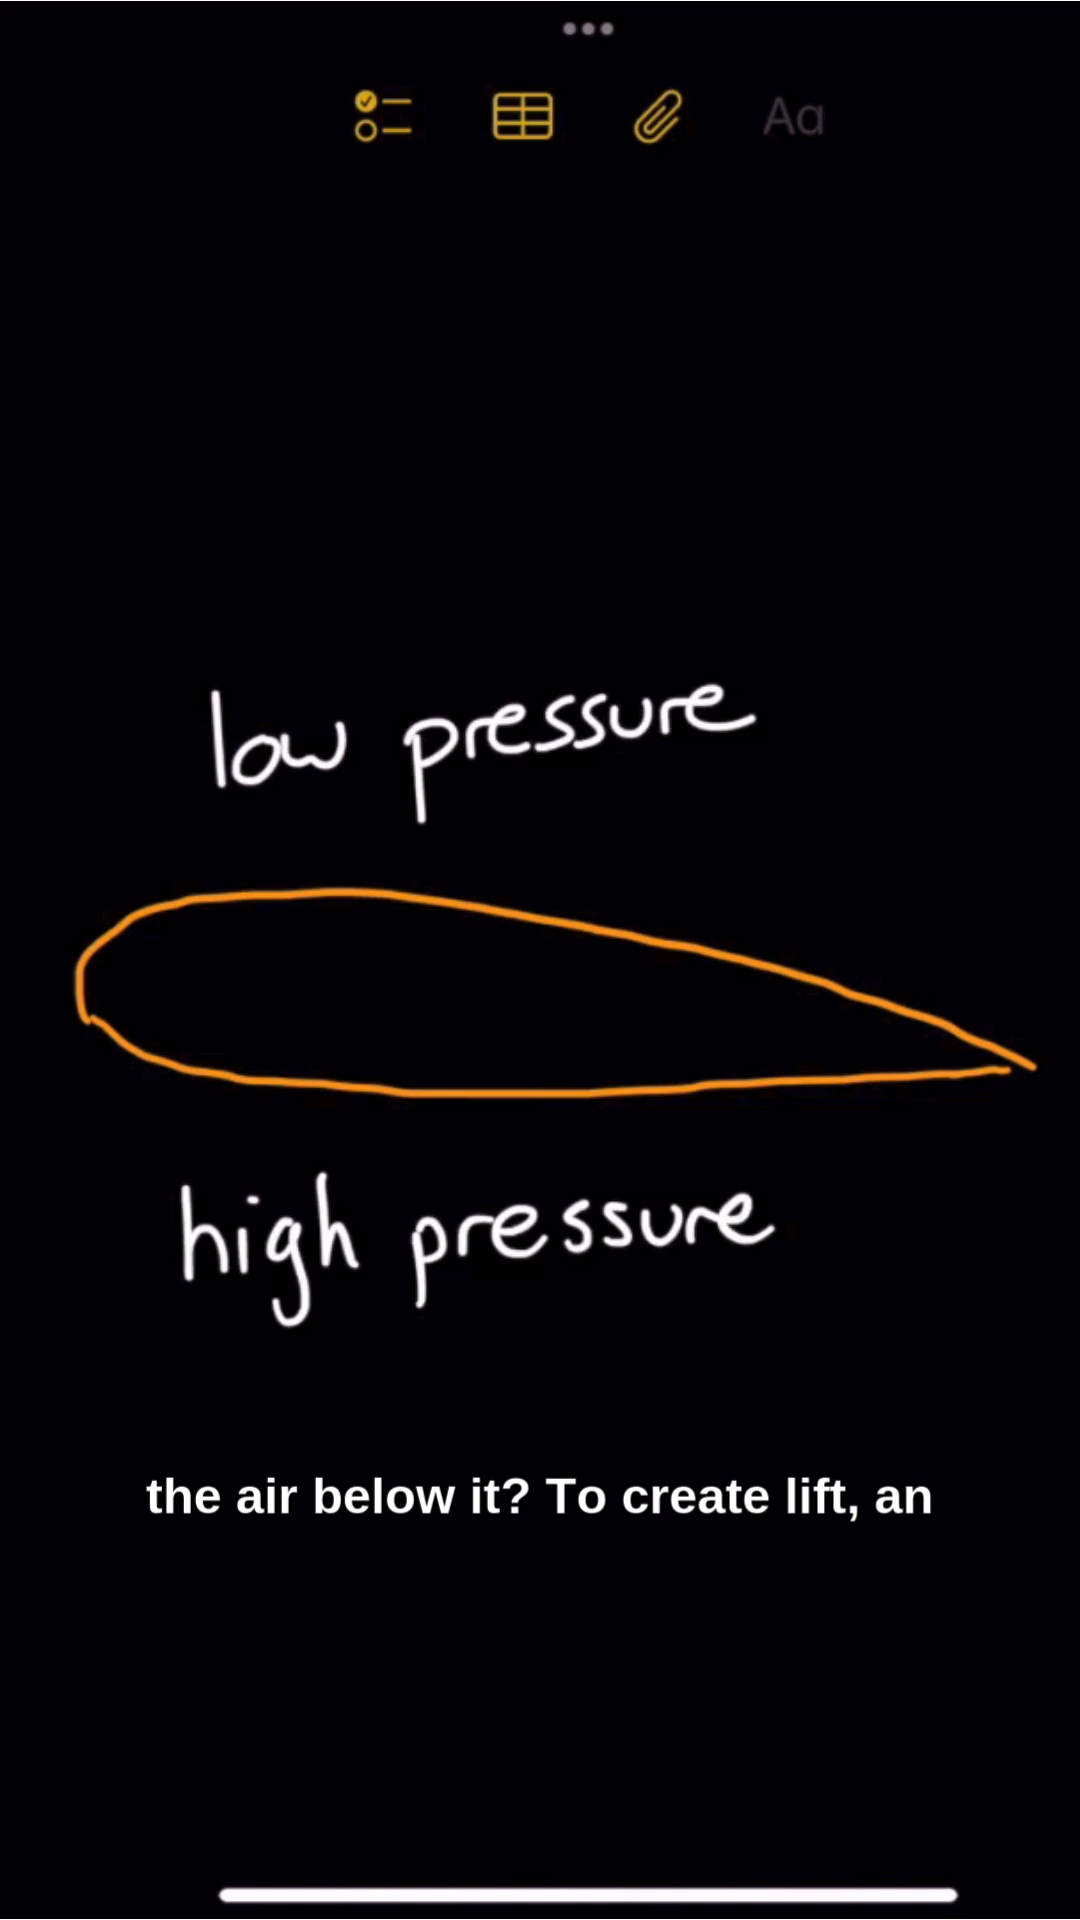 Aa
low pressure
high pressure
the air below it? To create lift, an